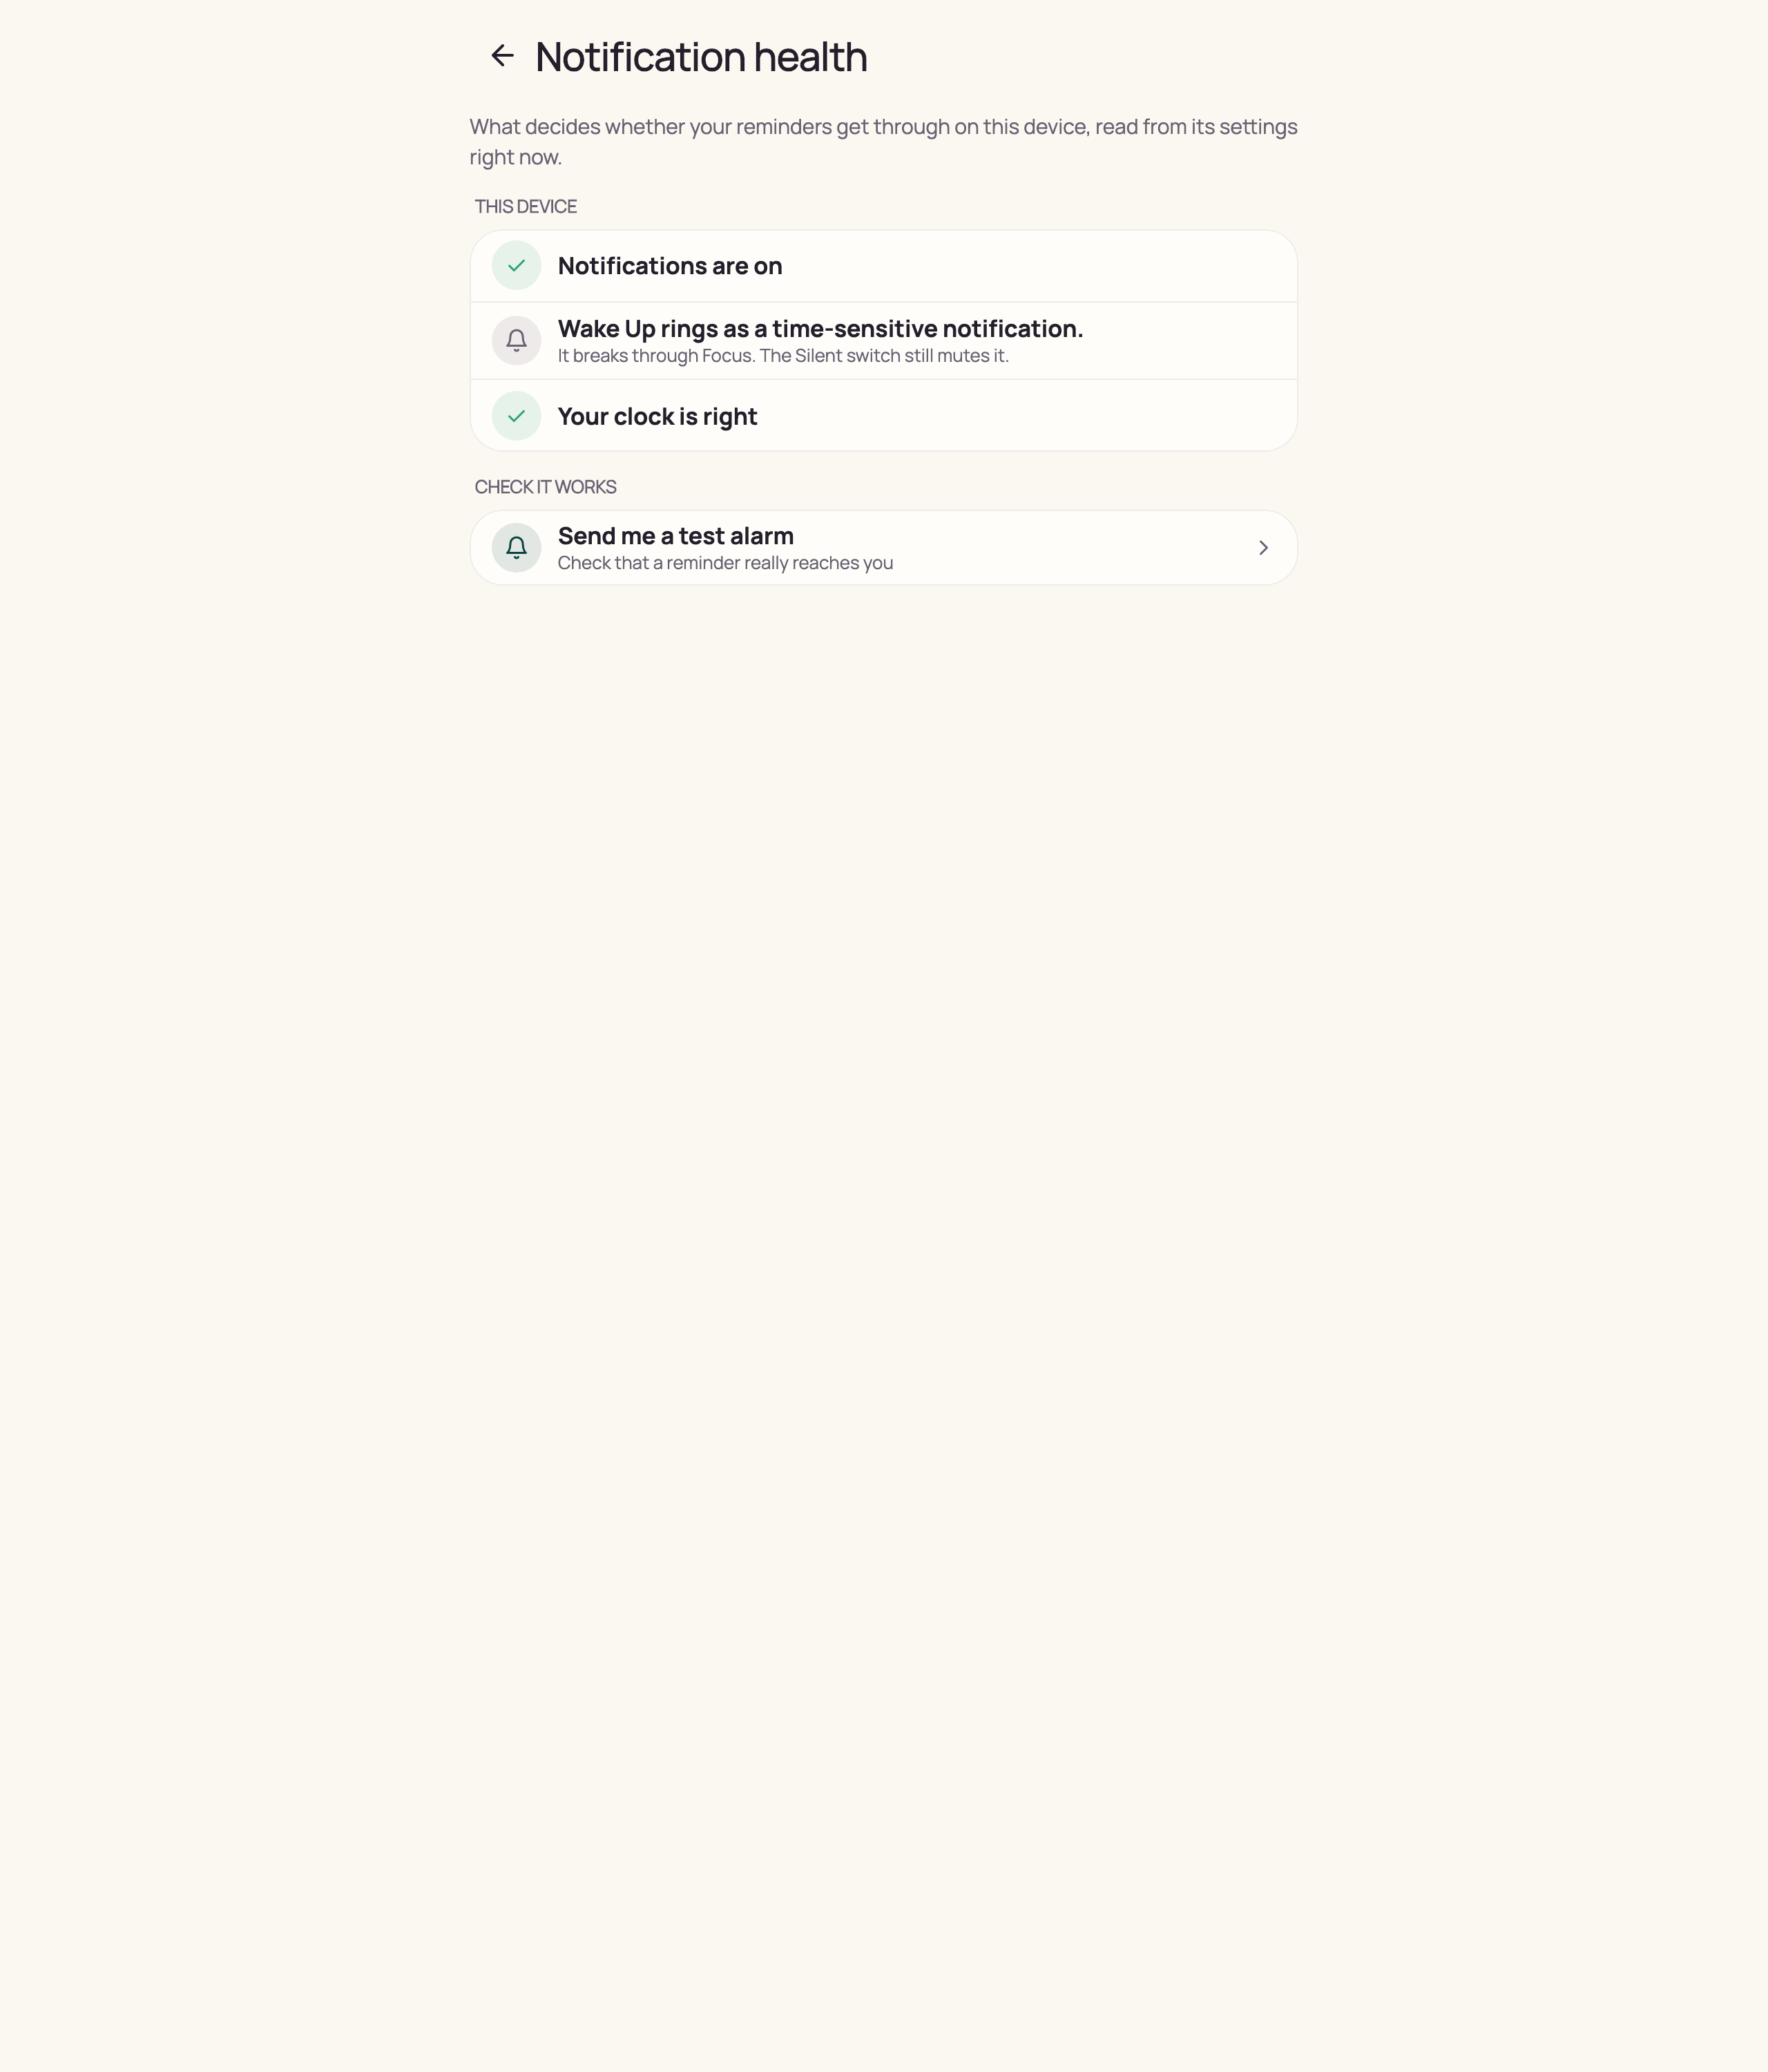 Notification health
What decides whether your reminders get through on this device, read from its settings
right now.
THIS DEVICE
Notifications are on
Wake Up rings as a time-sensitive notification.
It breaks through Focus. The Silent switch still mutes it.
Your clock is right
CHECK IT WORKS
Send me a test alarm
Check that a reminder really reaches you